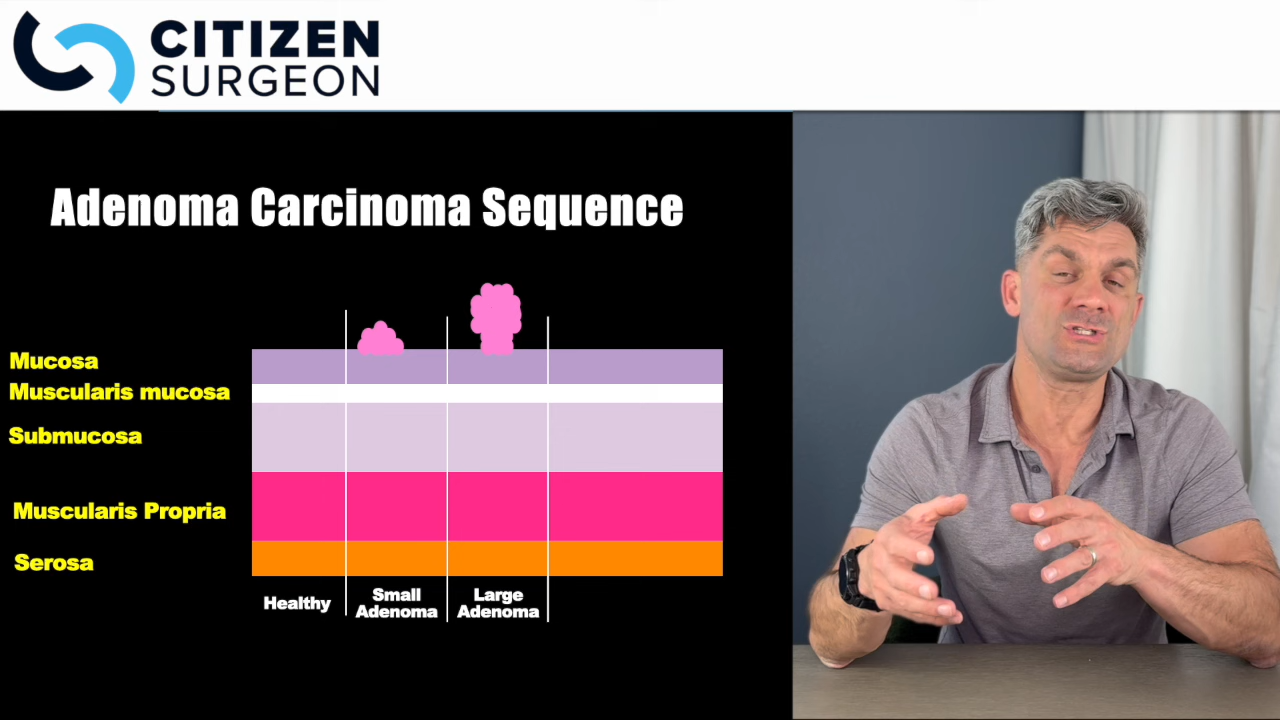 CITIZEN
SURGEON
Adenoma Carcinoma Sequence
Mucosa
Muscularis mucosa
Submucosa
Muscularis Propria
Serosa
Healthy
Small
Adenoma
Large
Adenoma